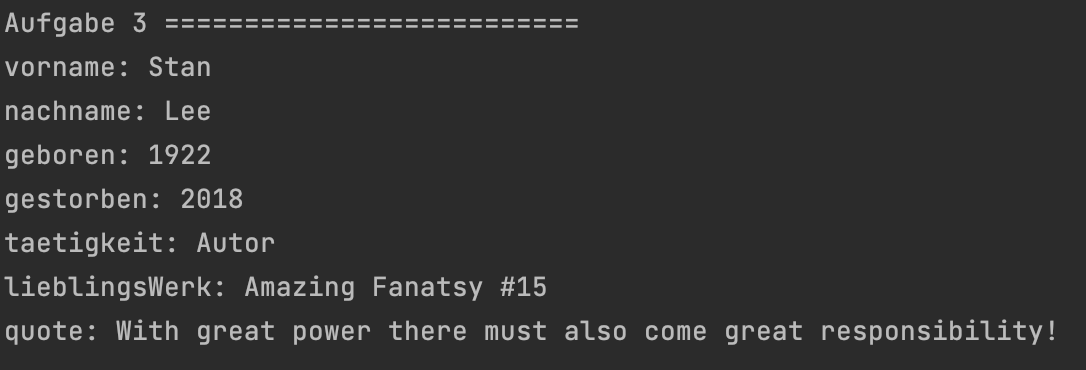 Aufgabe 3 ==========================
vorname: Stan
nachname: Lee
geboren: 1922
gestorben: 2018
taetigkeit: Autor
lieblingsWerk: Amazing Fanatsy #15
quote: With great power there must also come great responsibility!